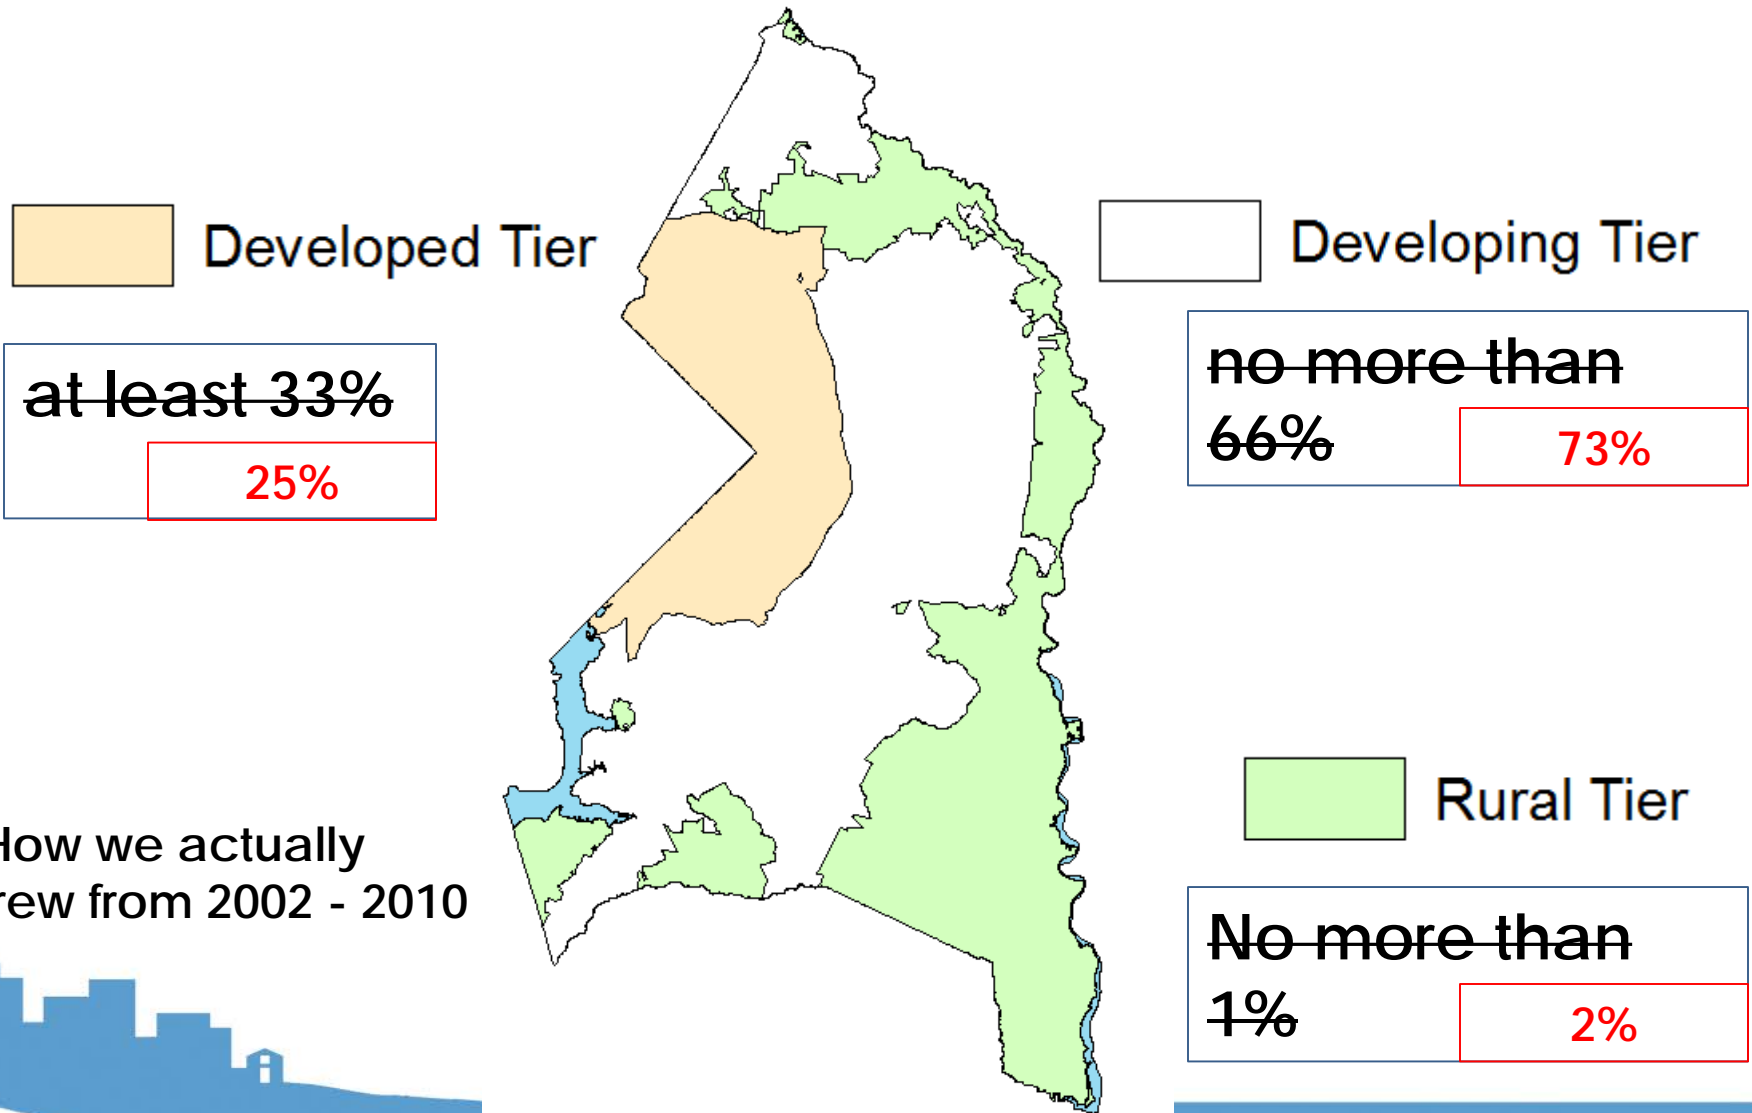 Developed Tier
at least 33%
25%
Developing Tier
no more than
66%
73%
How we actually
rew from 2002 - 2010
Rural Tier
No more than
1%
2%